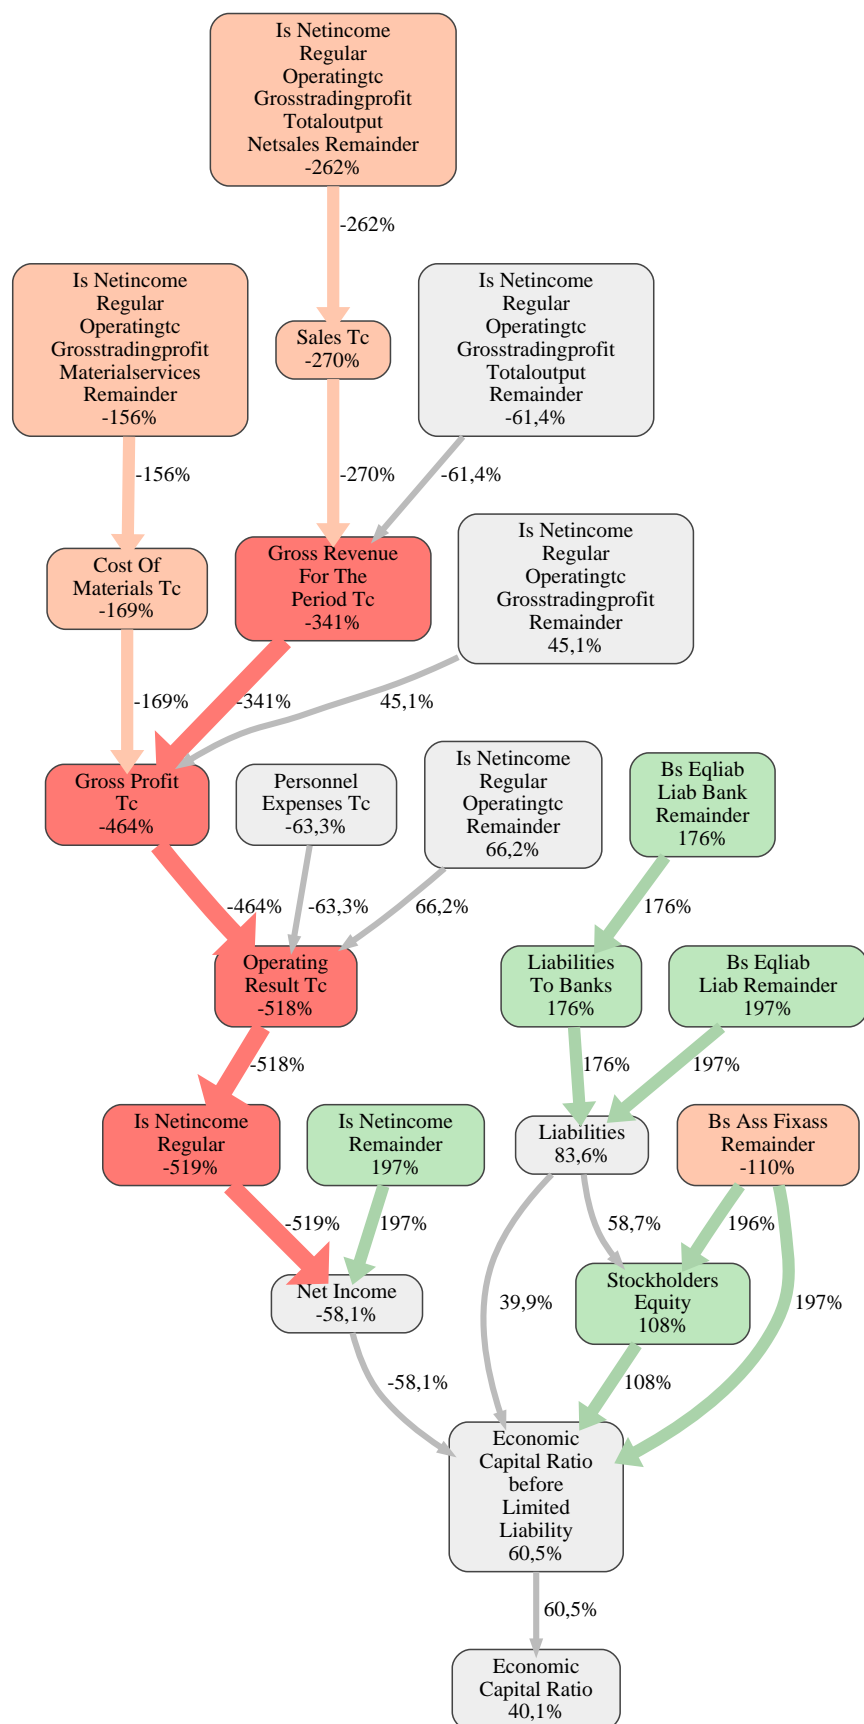 Is Netincome
Regular
Operatingtc
Grosstradingprofit
Totaloutput
Netsales Remainder
-262%
-262%
Is Netincome
Regular
Operatingtc
Grosstradingprofit
Materialservices
Remainder
-156%
Sales Tc
-270%
Is Netincome
Regular
Operatingtc
Grosstradingprofit
Totaloutput
Remainder
-61,4%
-156%
-270%
-61,4%
Cost Of
Materials Tc
-169%
Gross Revenue
For The
Period Tc
-341%
Is Netincome
Regular
Operatingtc
Grosstradingprofit
Remainder
45,1%
-169%
-341%
45,1%
Gross Profit
Tc
-464%
Personnel
Expenses Tc
-63,3%
Is Netincome
Regular
Operatingtc
Remainder
66,2%
Bs Eqliab
Liab Bank
Remainder
176%
-464%
-63,3%
66,2%
176%
Operating
Result Tc
-518%
Liabilities
To Banks
176%
Bs Eqliab
Liab Remainder
197%
-518%
176%
197%
Is Netincome
Regular
-519%
Is Netincome
Remainder
197%
Liabilities
83,6%
Bs Ass Fixass
Remainder
-110%
-519%
197%
58,7%
196%
Net Income
-58,1%
39,9%
Stockholders
Equity
108%
197%
-58,1%
108%
Economic
Capital Ratio
before
Limited
Liability
60,5%
60,5%
Economic
Capital Ratio
40,1%